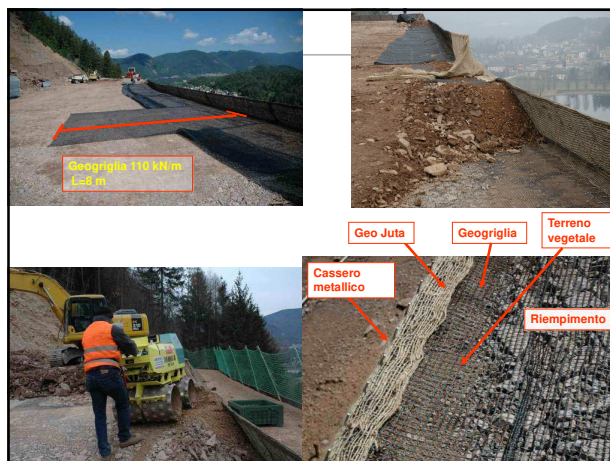 Geogriglia 110 kN/m
L=8 m
Geo Juta
Geogriglia
Terreno
vegetale
Cassero
metallico
Riempimento